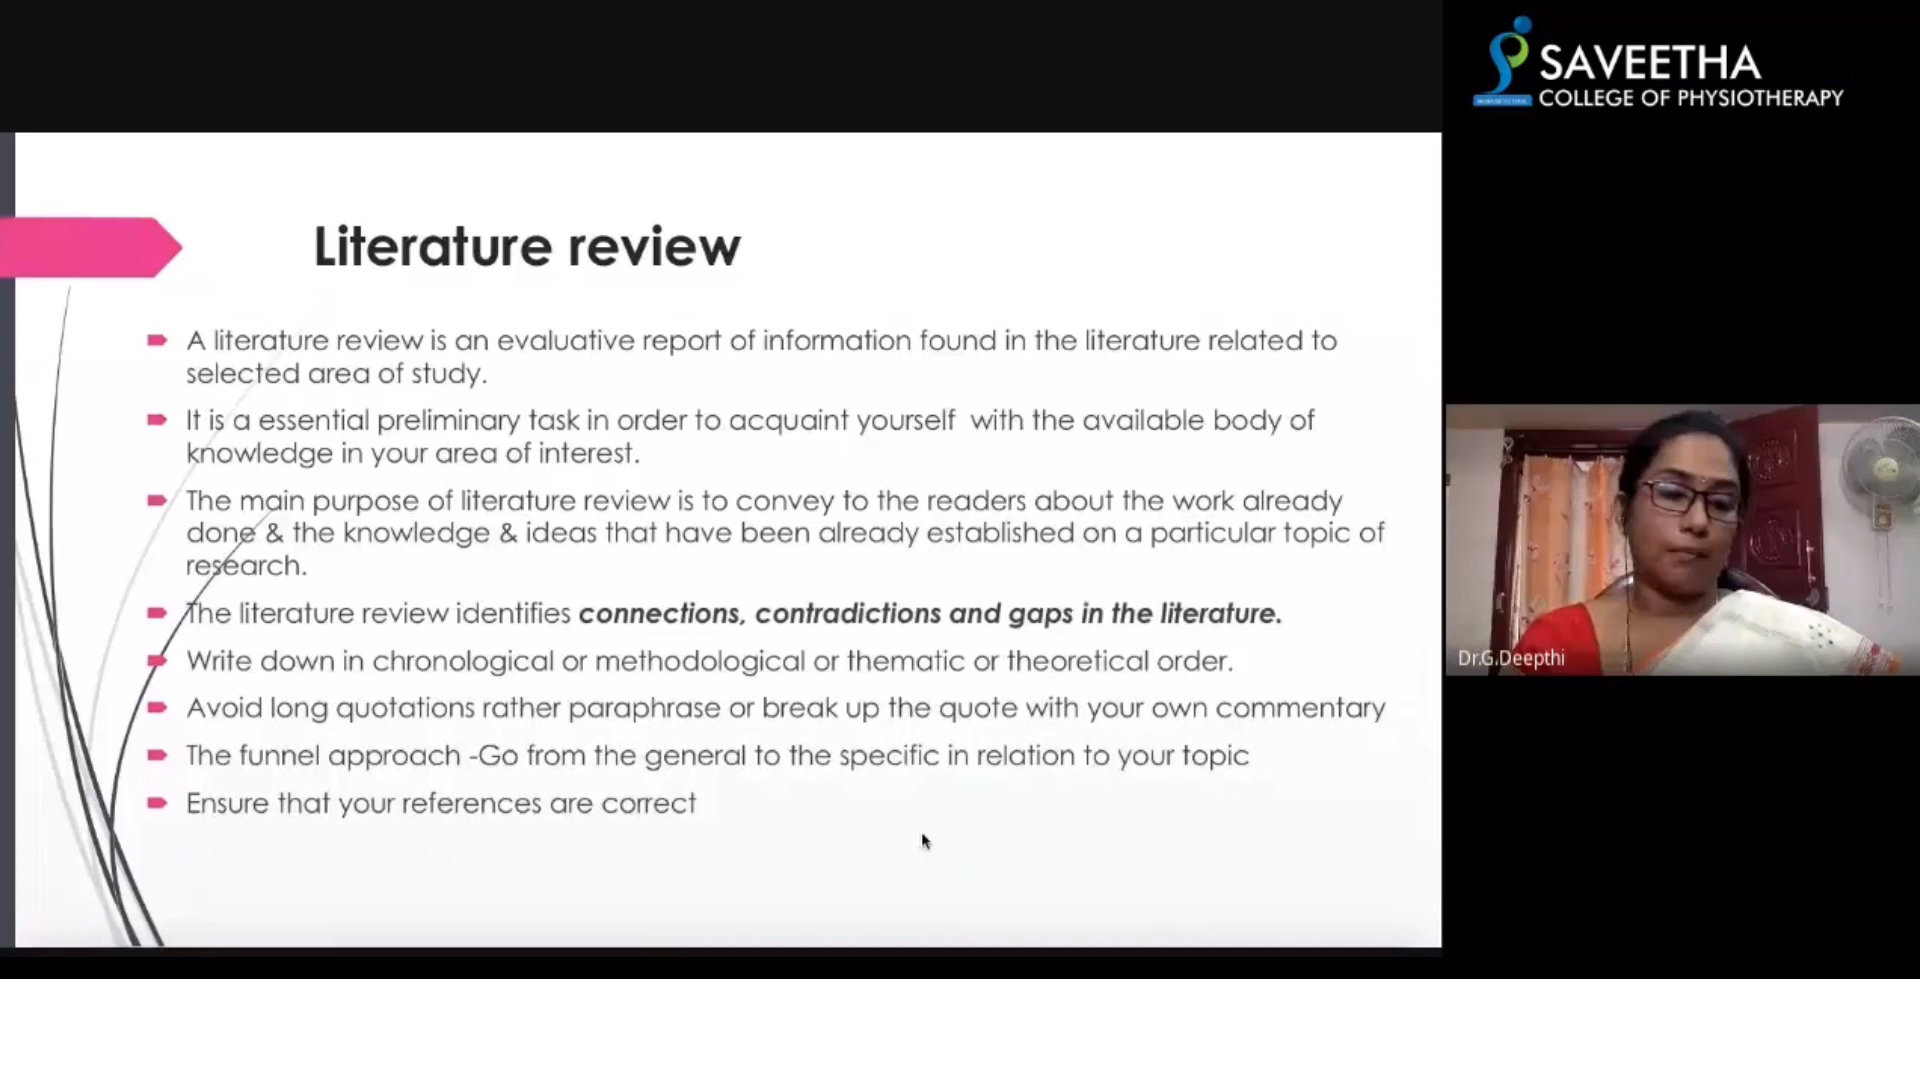 SAVEETHA
COLLEGE OF PHYSIOTHERAPY
Literature review
A literature review is an evaluative report of information found in the literature related to
selected area of study.
It is a essential preliminary task in order to acquaint yourself with the available body of
knowledge in your area of interest.
The main purpose of literature review is to convey to the readers about the work already
done & the knowledge & ideas that have been already established on a particular topic of
research.
The literature review identifies connections, contradictions and gaps in the literature.
Write down in chronological or methodological or thematic or theoretical order.
Avoid long quotations rather paraphrase or break up the quote with your own commentary
The funnel approach -Go from the general to the specific in relation to your topic
Ensure that your references are correct
Dr.G.Deepthi